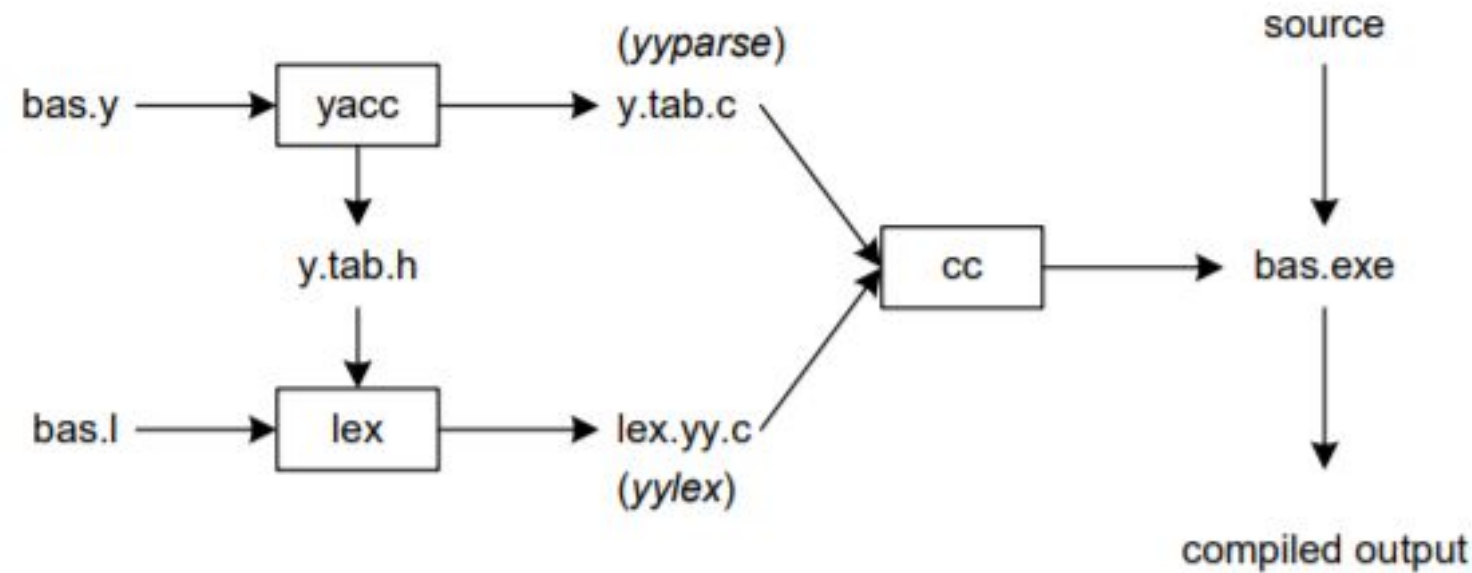 source
(yyparse)
bas.y
yacc
y.tab.c
y.tab.h
cc
bas.exe
bas.l
lex
lex.yy.c
(yylex)
compiled output